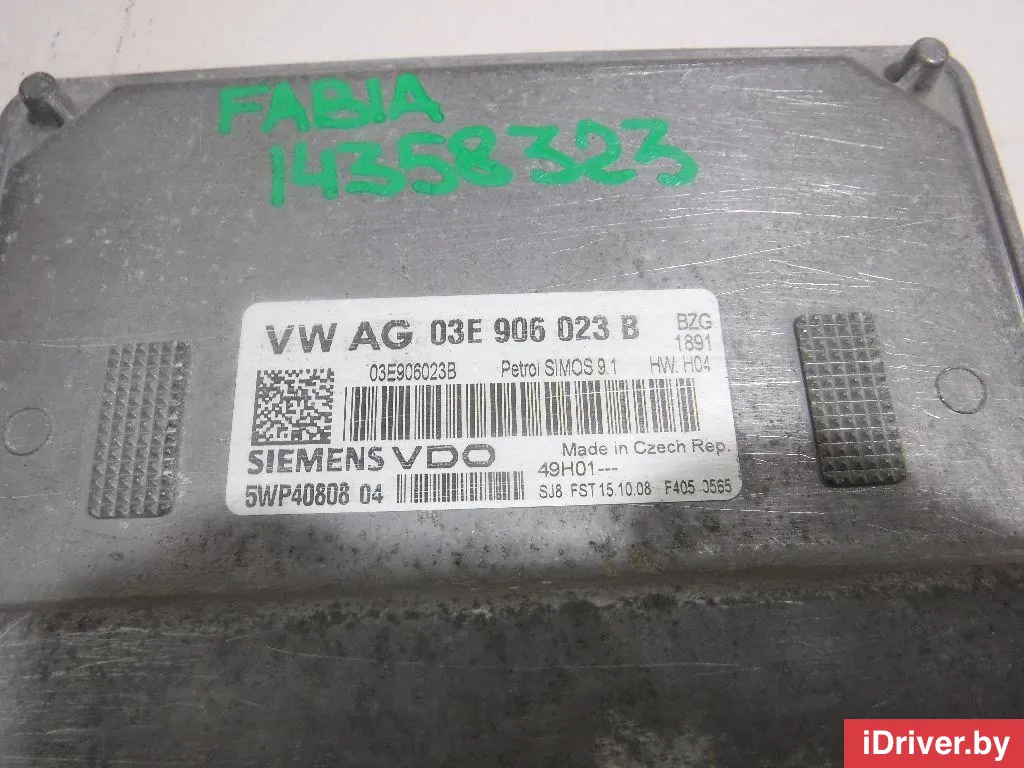 FABIA
14358323
VW AG 03E 906 023 B BZG
1891
03E906023B Petrol SIMOS 9.1 HW. H04
SIEMENS VDO Made in Czech Rep.
49H01---
5WP40808 04 SJ8 FST 15.10.08 F405 0565
iDriver.by